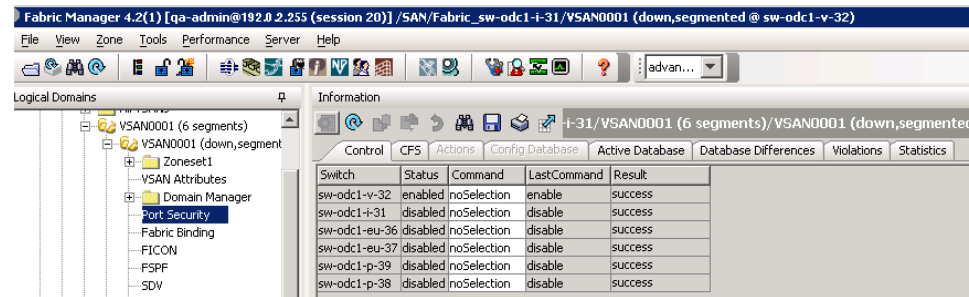 Fabric Manager 4.2(1) [qa-admin@192.0.2.255 (session 20)] /SAN/Fabric_sw-odc1-i-31/VSAN0001 (down,segmented @ sw-odc1-v-32)
File View Zone Tools Performance Server Help
advan...
Logical Domains
Information
-i-31/VSAN0001 (6 segments)/VSAN0001 (down,segmented
VSAN0001 (6 segments)
VSAN0001 (down,segment
Zoneset1
VSAN Attributes
Domain Manager
Port Security
Fabric Binding
FICON
FSPF
SDV
Control CFS Actions Config Database Active Database Database Differences Violations Statistics
Switch Status Command LastCommand Result
sw-odc1-v-32 enabled noSelection enable success
sw-odc1-i-31 disabled noSelection disable success
sw-odc1-eu-36 disabled noSelection disable success
sw-odc1-eu-37 disabled noSelection disable success
sw-odc1-p-39 disabled noSelection disable success
sw-odc1-p-38 disabled noSelection disable success